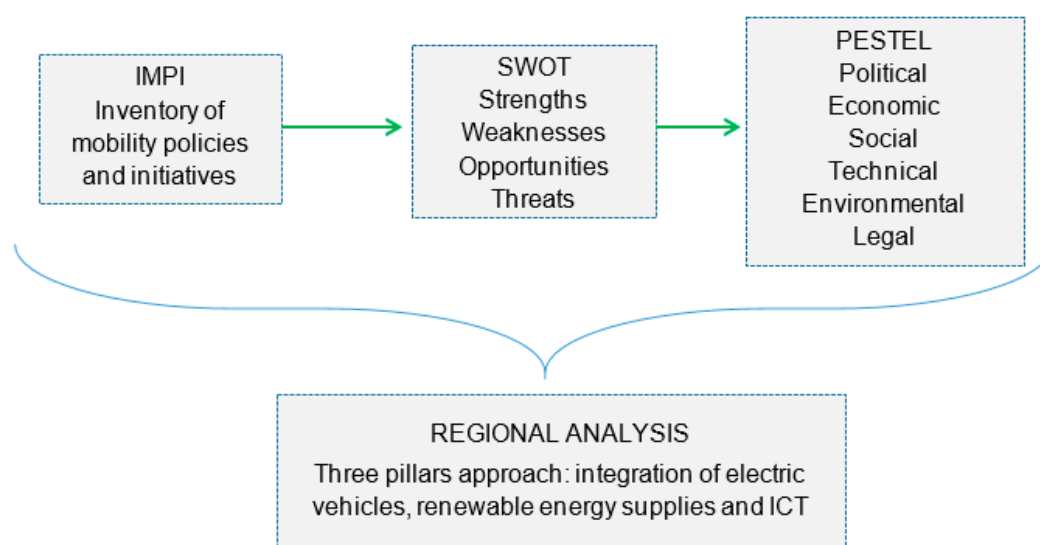 IMPI
Inventory of
mobility policies
and initiatives
SWOT
Strengths
Weaknesses
Opportunities
Threats
PESTEL
Political
Economic
Social
Technical
Environmental
Legal
REGIONAL ANALYSIS
Three pillars approach: integration of electric
vehicles, renewable energy supplies and ICT